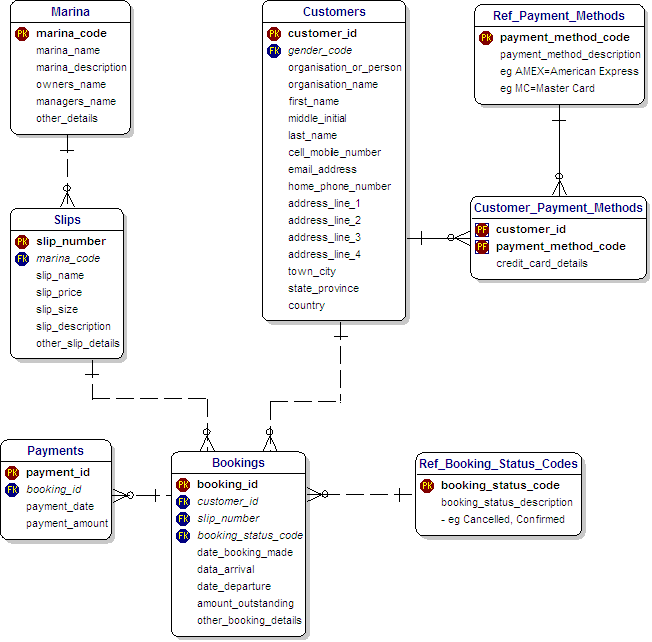 Marina
PK marina_code
marina_name
marina_description
owners_name
managers_name
other_details
Customers
PK customer_id
FK gender_code
organisation_or_person
organisation_name
first_name
middle_initial
last_name
cell_mobile_number
email_address
home_phone_number
address_line_1
address_line_2
address_line_3
address_line_4
town_city
state_province
country
Ref_Payment_Methods
PK payment_method_code
payment_method_description
eg AMEX=American Express
eg MC=Master Card
Slips
PK slip_number
FK marina_code
slip_name
slip_price
slip_size
slip_description
other_slip_details
Customer_Payment_Methods
PF customer_id
PF payment_method_code
credit_card_details
Payments
PK payment_id
FK booking_id
payment_date
payment_amount
Bookings
PK booking_id
FK customer_id
FK slip_number
FK booking_status_code
date_booking_made
data_arrival
date_departure
amount_outstanding
other_booking_details
Ref_Booking_Status_Codes
PK booking_status_code
booking_status_description
- eg Cancelled, Confirmed